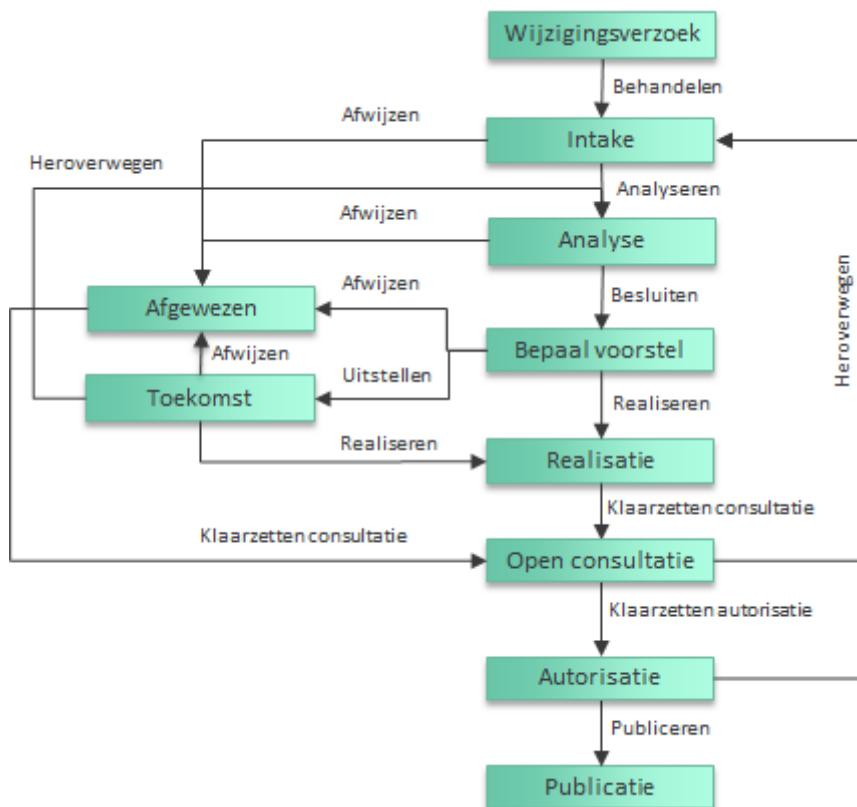 Wijzigingsverzoek
Behandelen
Afwijzen
Intake
Heroverwegen
Analyseren
Afwijzen
Analyse
Afwijzen
Besluiten
Heroverwegen
Afgewezen
Bepaal voorstel
Afwijzen
Uitstellen
Toekomst
Realiseren
Realiseren
Realisatie
Klaarzetten consultatie
Klaarzetten consultatie
Open consultatie
Klaarzetten autorisatie
Autorisatie
Publiceren
Publicatie